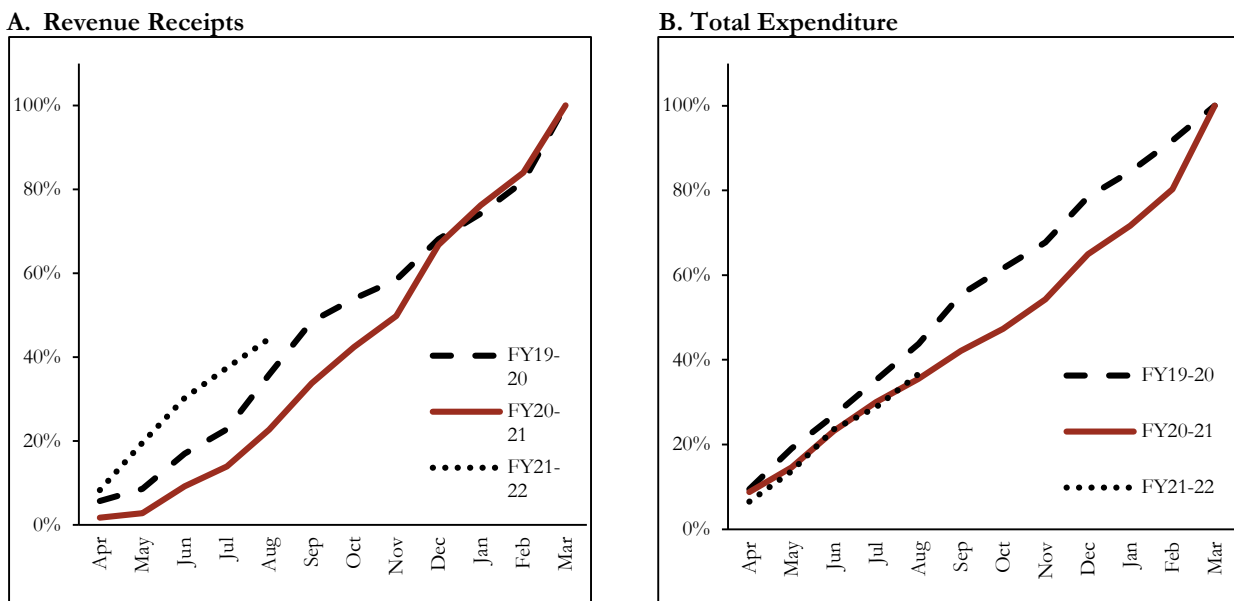 A. Revenue Receipts
100%
80%
60%
40%
20%
0%
FY19-
20
FY20-
21
FY21-
22
Apr
May
Jun
Jul
Aug
Sep
Oct
Nov
Dec
Jan
Feb
Mar
B. Total Expenditure
100%
80%
60%
40%
20%
0%
FY19-20
FY20-21
FY21-22
Apr
May
Jun
Jul
Aug
Sep
Oct
Nov
Dec
Jan
Feb
Mar